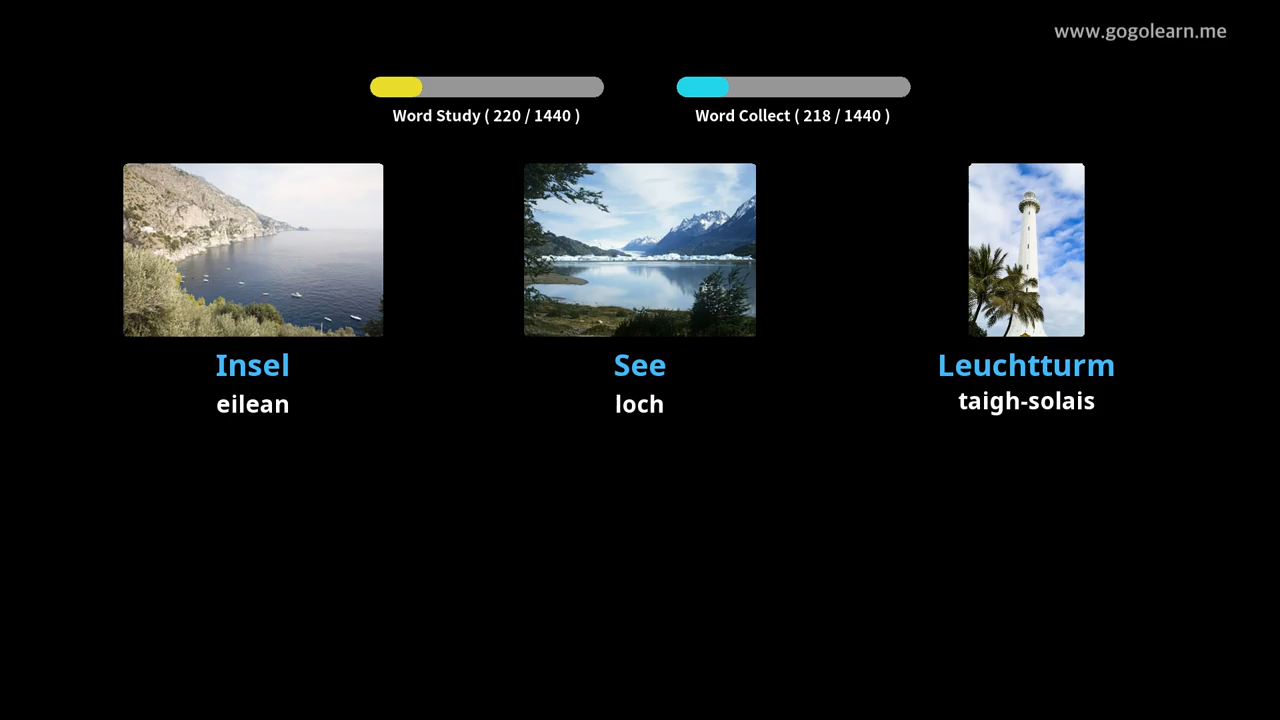 www.gogolearn.me
Word Study ( 220 / 1440 )
Word Collect ( 218 / 1440 )
Insel
eilean
See
loch
Leuchtturm
taigh-solais